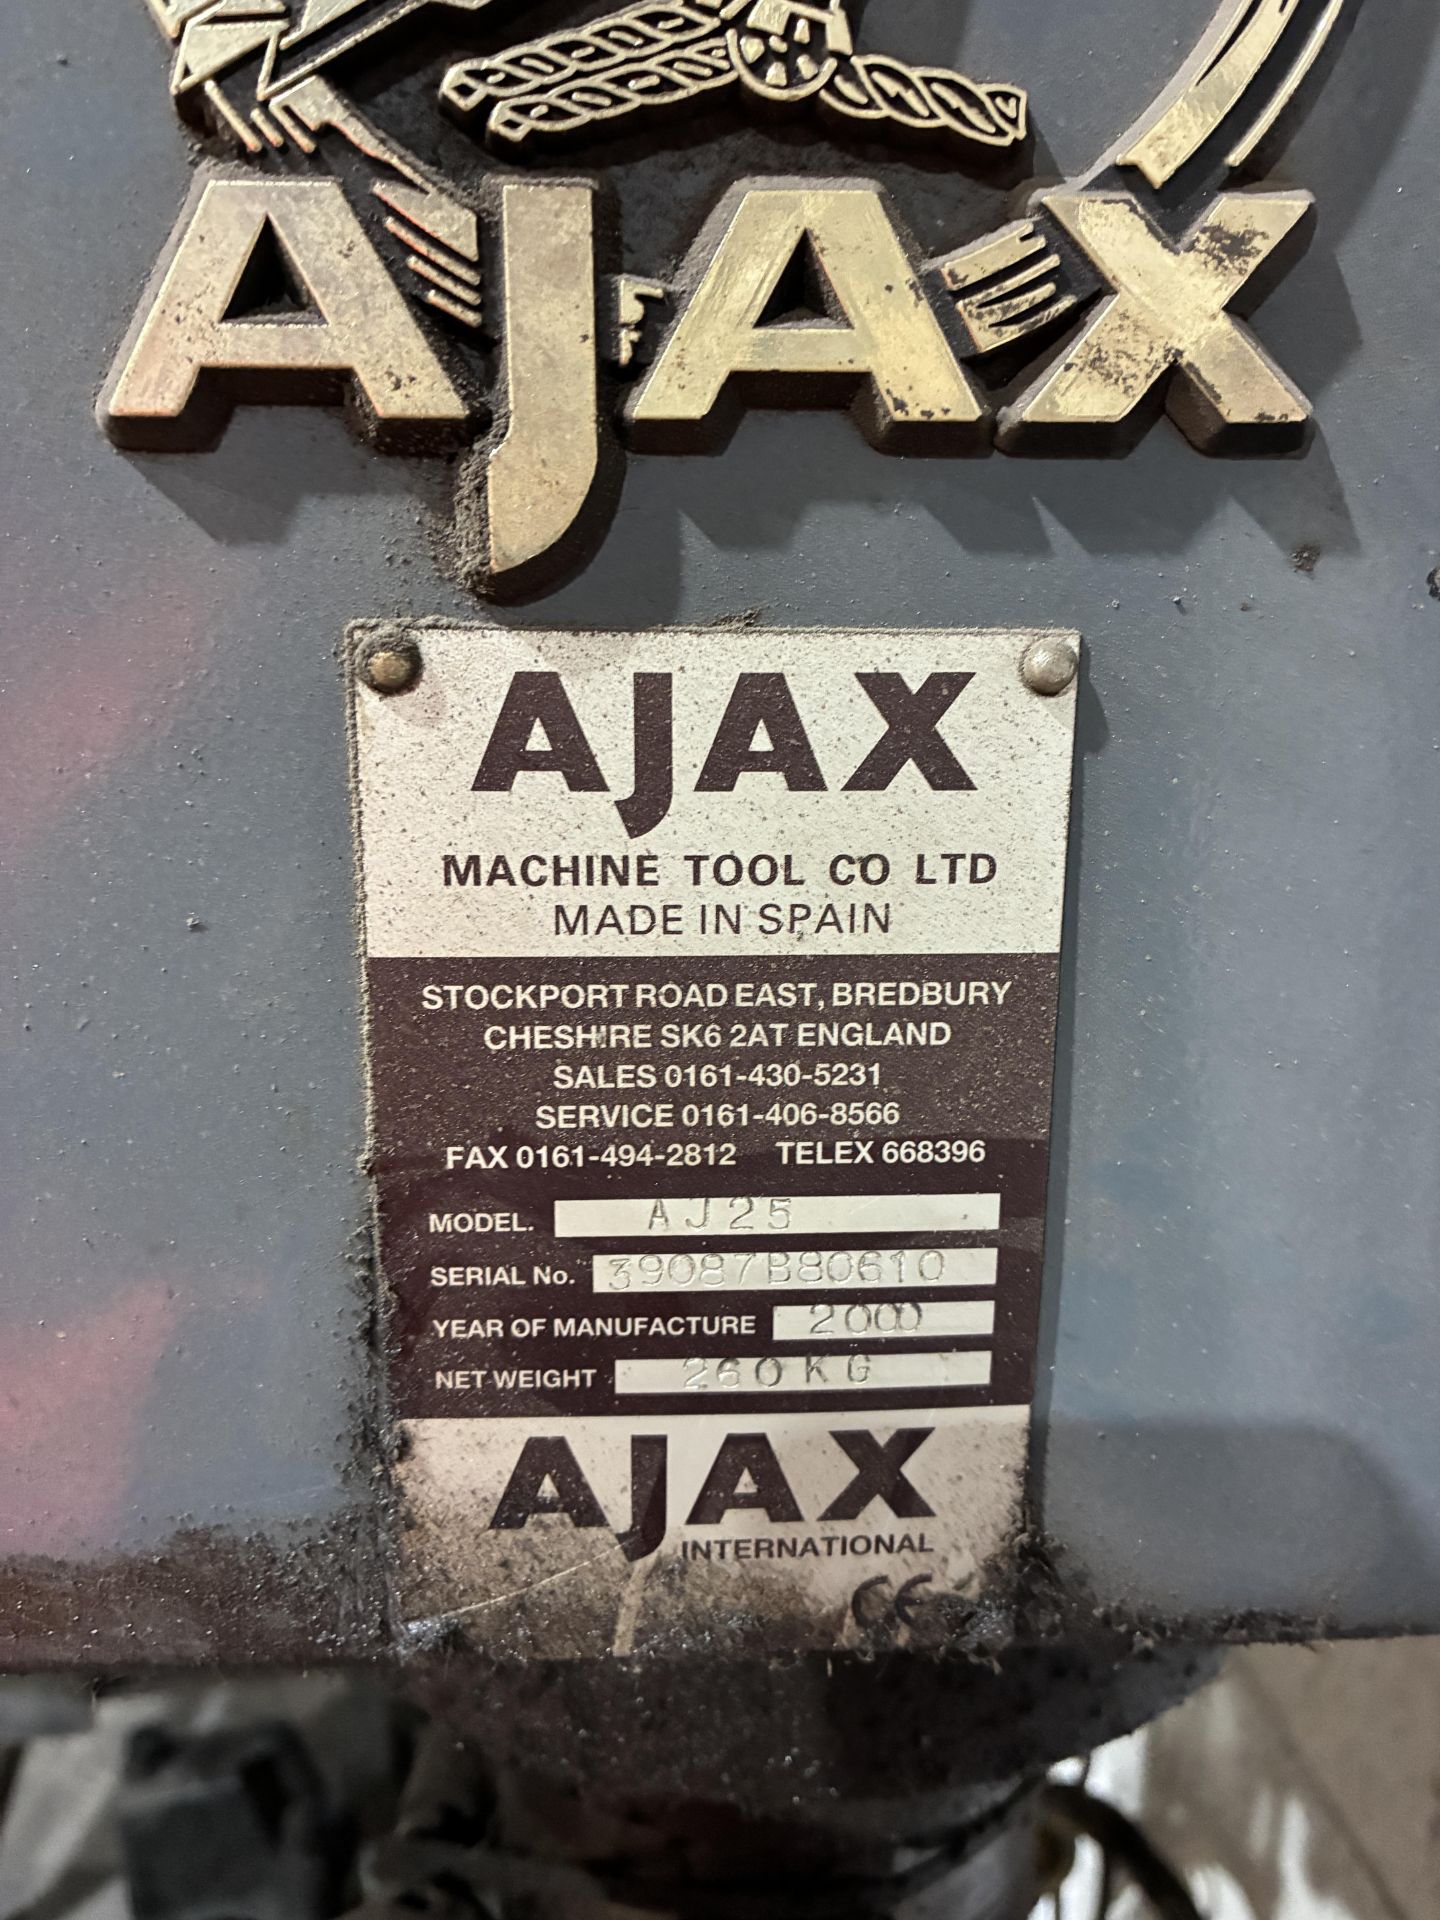 AJAX
AJAX
MACHINE TOOL CO LTD
MADE IN SPAIN
STOCKPORT ROAD EAST, BREDBURY
CHESHIRE SK6 2AT ENGLAND
SALES 0161-430-5231
SERVICE 0161-406-8566
FAX 0161-494-2812 TELEX 668396
MODEL. AJ25
SERIAL No. 39087B80610
YEAR OF MANUFACTURE 2000
NET WEIGHT 260KG
AJAX
INTERNATIONAL
CE